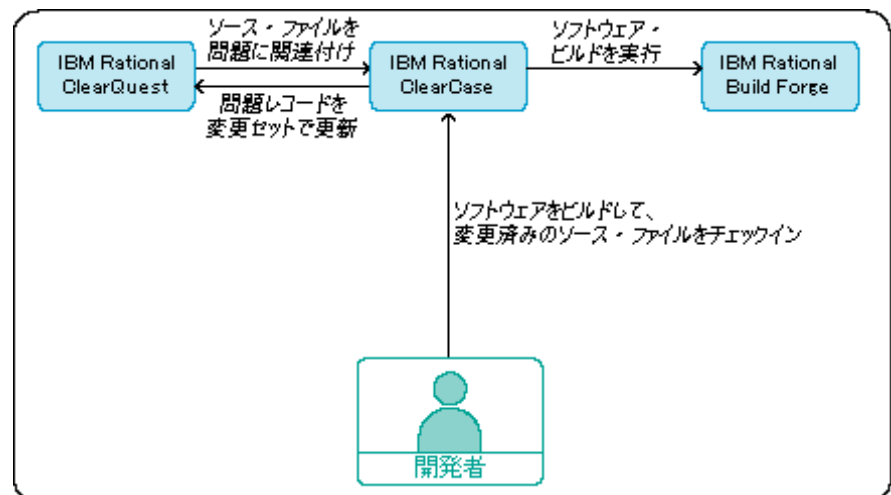 ソース・ファイルを
問題に関連付け
IBM Rational
ClearQuest
問題レコードを
変更セットで更新
IBM Rational
ClearCase
ソフトウェア・
ビルドを実行
IBM Rational
Build Forge
ソフトウェアをビルドして、
変更済みのソース・ファイルをチェックイン
開発者